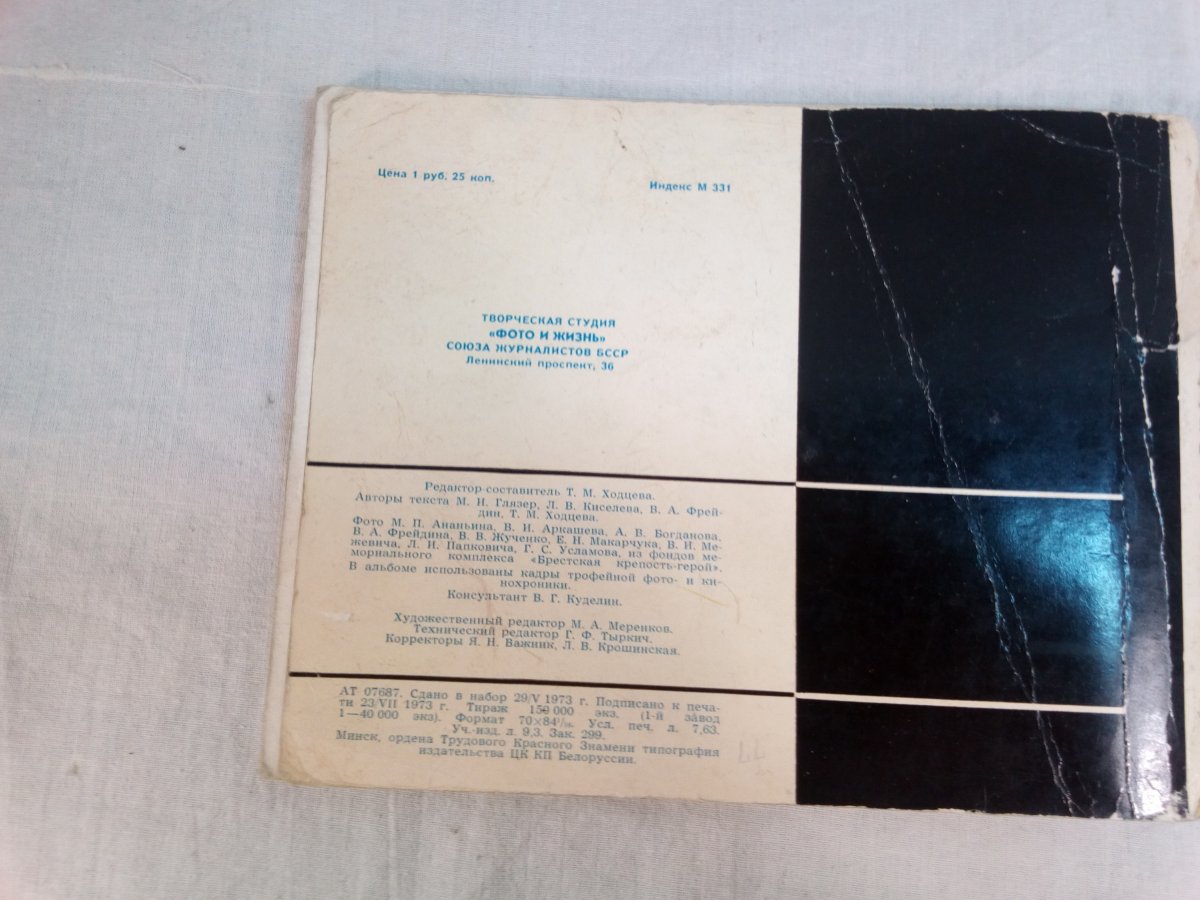 Цена 1 руб. 25 коп.
Индекс М 331
ТВОРЧЕСКАЯ СТУДИЯ
«ФОТО И ЖИЗНЬ»
СОЮЗА ЖУРНАЛИСТОВ БССР
Ленинский проспект, 36
Редактор-составитель Т. М. Ходцева.
Авторы текста М. Н. Глязер, Л. В. Киселева, В. А. Фрей-
дин, Т. М. Ходцева.
Фото М. П. Ананьина, В. И. Аркашева, А. В. Богданова,
В. А. Фрейдина, В. В. Жученко, Е. Н. Макарчука, В. И. Ме-
жевича, Л. И. Папковича, Г. С. Усламова, из фондов ме-
мориального комплекса «Брестская крепость-герой».
В альбоме использованы кадры трофейной фото- и ки-
нохроники.
Консультант В. Г. Куделин.
Художественный редактор М. А. Меренков.
Технический редактор Г. Ф. Тыркич.
Корректоры Я. Н. Важник, Л. В. Крошинская.
АТ 07687. Сдано в набор 29/V 1973 г. Подписано к печа-
ти 23/VII 1973 г. Тираж 150 000 экз. (1-й завод
1—40 000 экз). Формат 70×84¹/₁₆. Усл. печ. л. 7,63.
Уч.-изд. л. 9,3. Зак. 299.
Минск, ордена Трудового Красного Знамени типография
издательства ЦК КП Белоруссии.